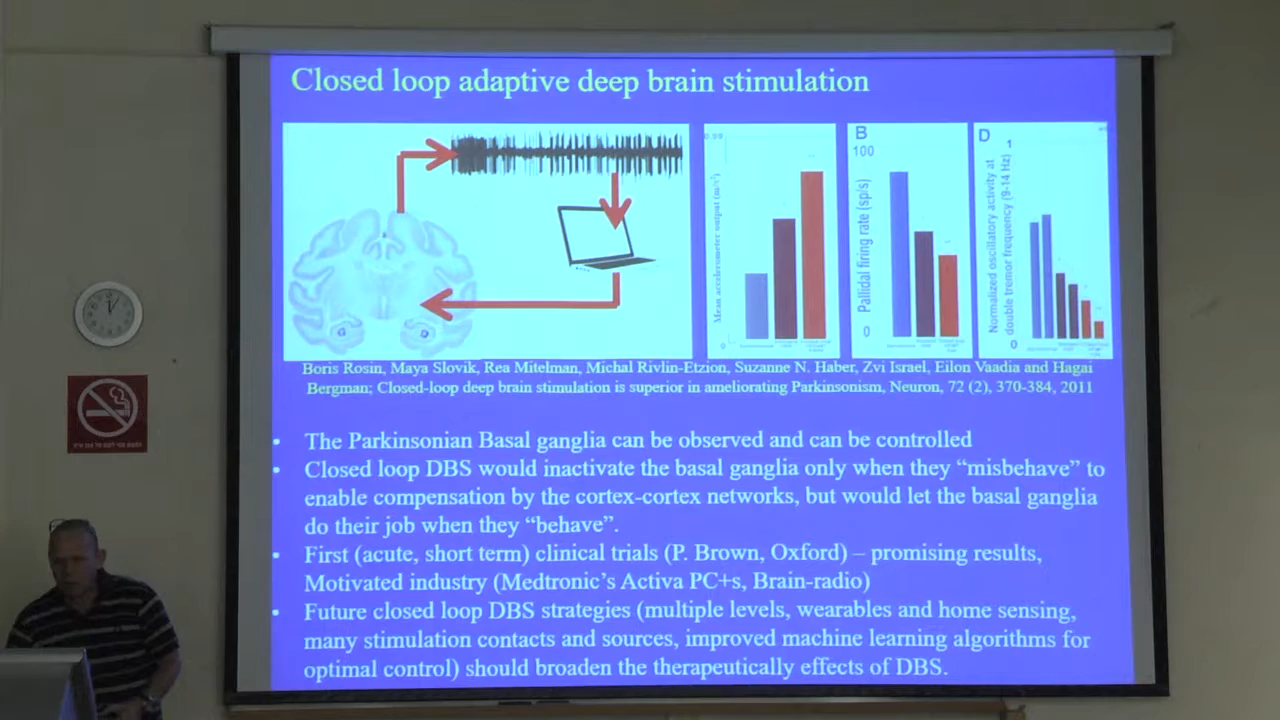 Closed loop adaptive deep brain stimulation
Mean accelerometer output (m/s²)
0
B
100
Pallidal firing rate (sp/s)
0
D
1
Normalized oscillatory activity at
double tremor frequency (9-14 Hz)
0
Boris Rosin, Maya Slovik, Rea Mitelman, Michal Rivlin-Etzion, Suzanne N. Haber, Zvi Israel, Eilon Vaadia and Hagai
Bergman; Closed-loop deep brain stimulation is superior in ameliorating Parkinsonism, Neuron, 72 (2), 370-384, 2011
• The Parkinsonian Basal ganglia can be observed and can be controlled
• Closed loop DBS would inactivate the basal ganglia only when they “misbehave” to
enable compensation by the cortex-cortex networks, but would let the basal ganglia
do their job when they “behave”.
• First (acute, short term) clinical trials (P. Brown, Oxford) – promising results,
Motivated industry (Medtronic’s Activa PC+s, Brain-radio)
• Future closed loop DBS strategies (multiple levels, wearables and home sensing,
many stimulation contacts and sources, improved machine learning algorithms for
optimal control) should broaden the therapeutically effects of DBS.